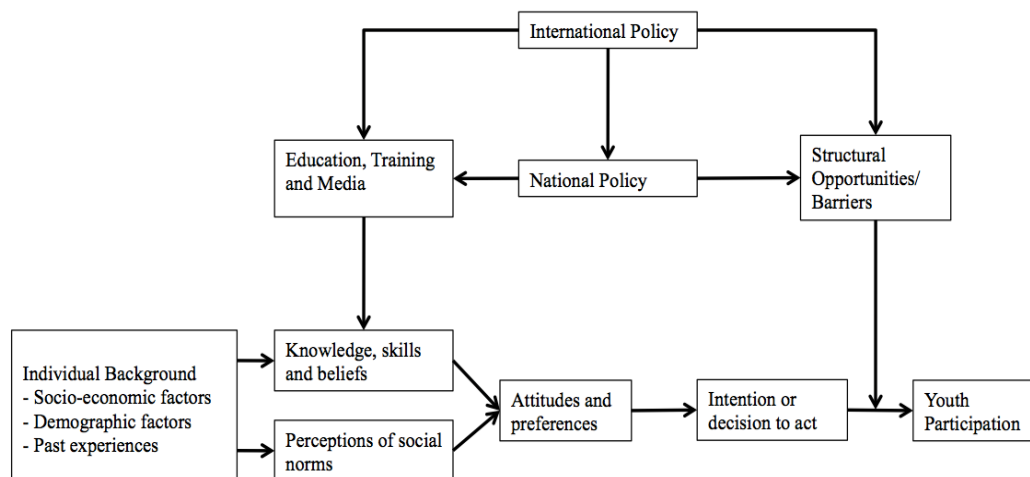 International Policy
Education, Training
and Media
National Policy
Structural
Opportunities/
Barriers
Individual Background
- Socio-economic factors
- Demographic factors
- Past experiences
Knowledge, skills
and beliefs
Perceptions of social
norms
Attitudes and
preferences
Intention or
decision to act
Youth
Participation